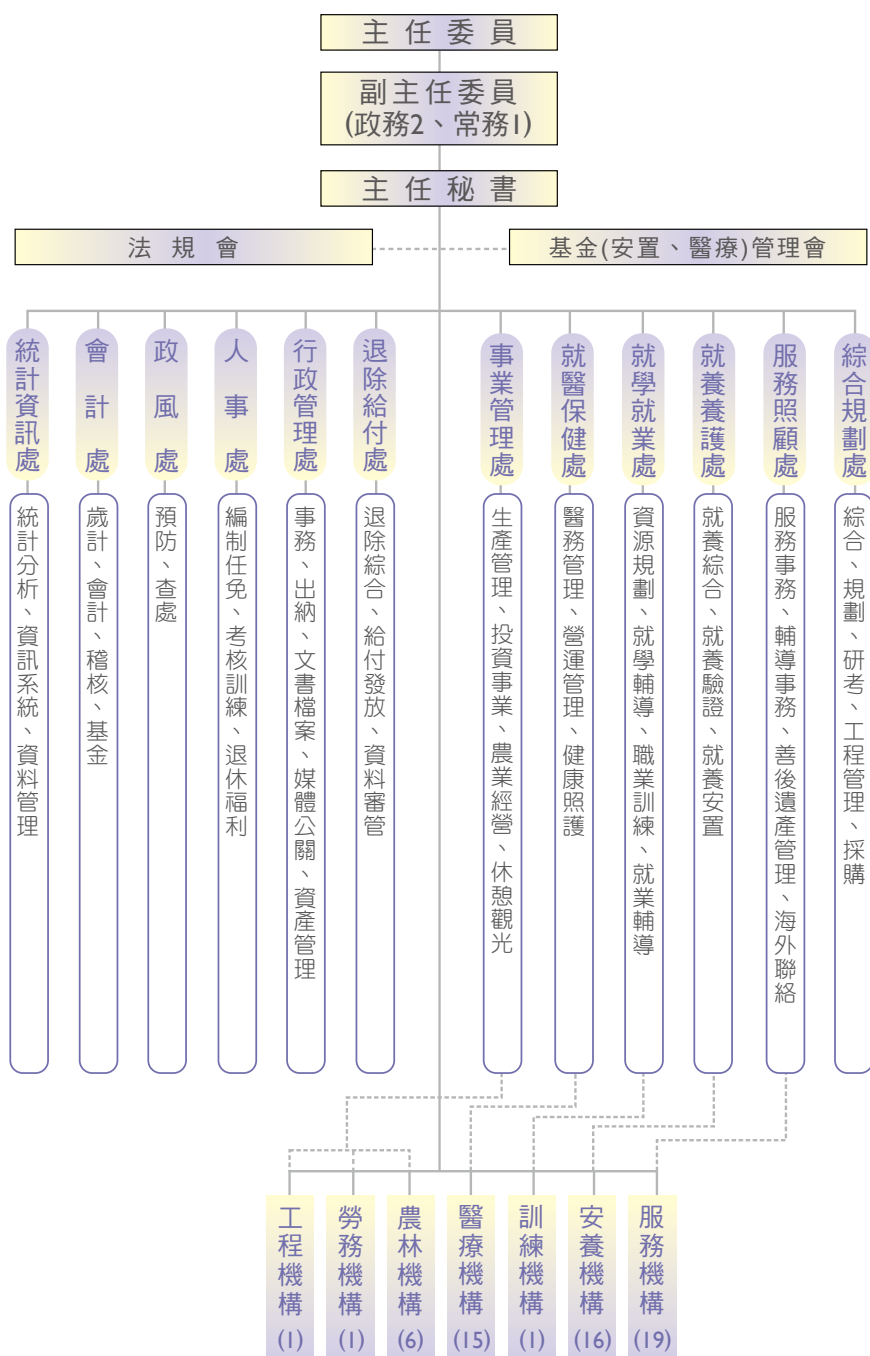 主任委員
副主任委員
(政務2、常務1)
主任秘書
法規會
基金(安置、醫療)管理會
統計資訊處
會計處
政風處
人事處
行政管理處
退除給付處
事業管理處
就醫保健處
就學就業處
就養養護處
服務照顧處
綜合規劃處
統計分析、資訊系統、資料管理
歲計、會計、稽核、基金
預防、查處
編制任免、考核訓練、退休福利
事務、出納、文書檔案、媒體公關、資產管理
退除綜合、給付發放、資料審管
生產管理、投資事業、農業經營、休憩觀光
醫務管理、營運管理、健康照護
資源規劃、就學輔導、職業訓練、就業輔導
就養綜合、就養驗證、就養安置
服務事務、輔導事務、善後遺產管理、海外聯絡
綜合、規劃、研考、工程管理、採購
工程機構
(1)
勞務機構
(1)
農林機構
(6)
醫療機構
(15)
訓練機構
(1)
安養機構
(16)
服務機構
(19)